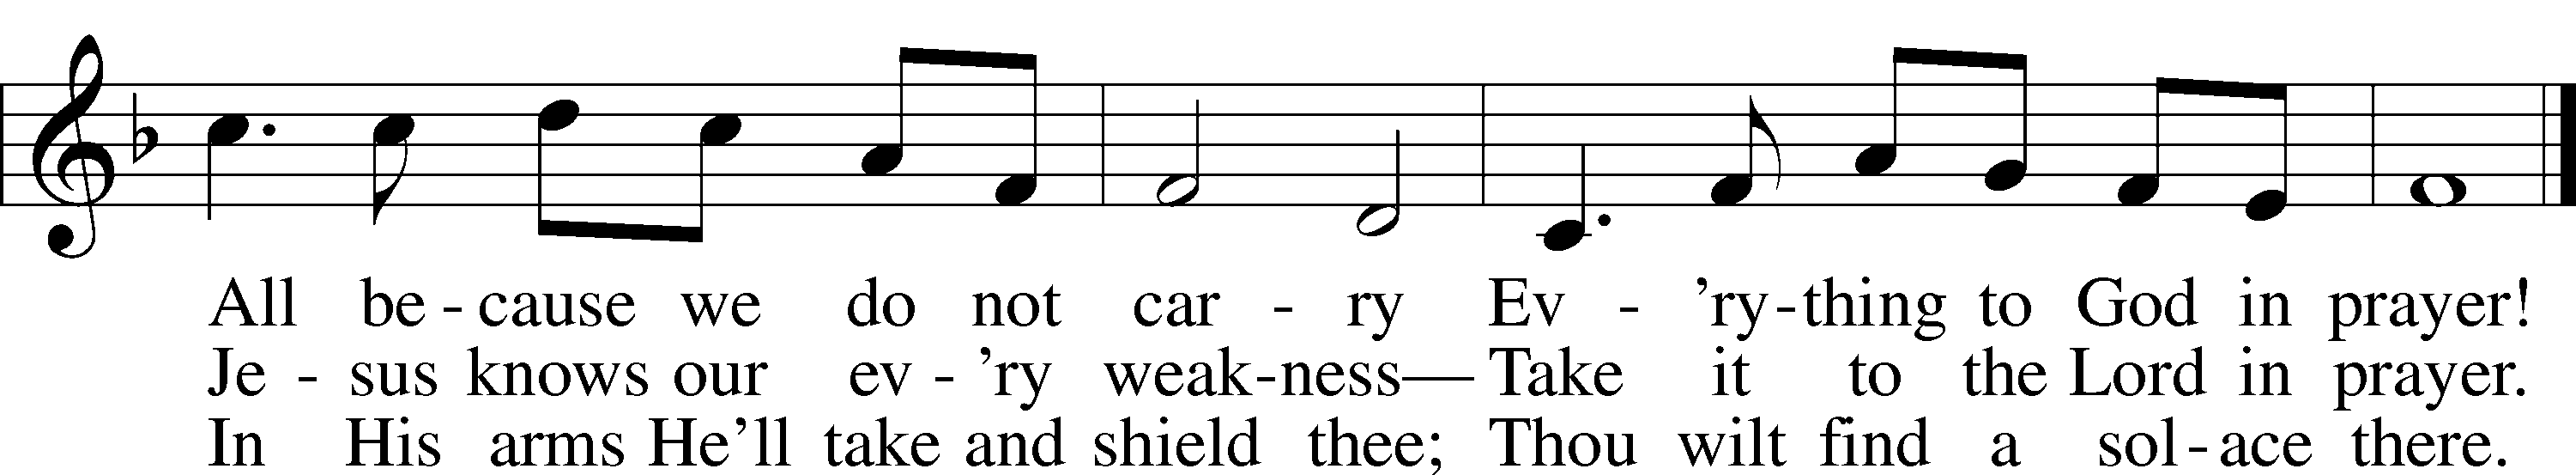 All be - cause we do not car - ry Ev - 'ry-thing to God in prayer!
Je - sus knows our ev - 'ry weak-ness—Take it to the Lord in prayer.
In His arms He'll take and shield thee; Thou wilt find a sol-ace there.